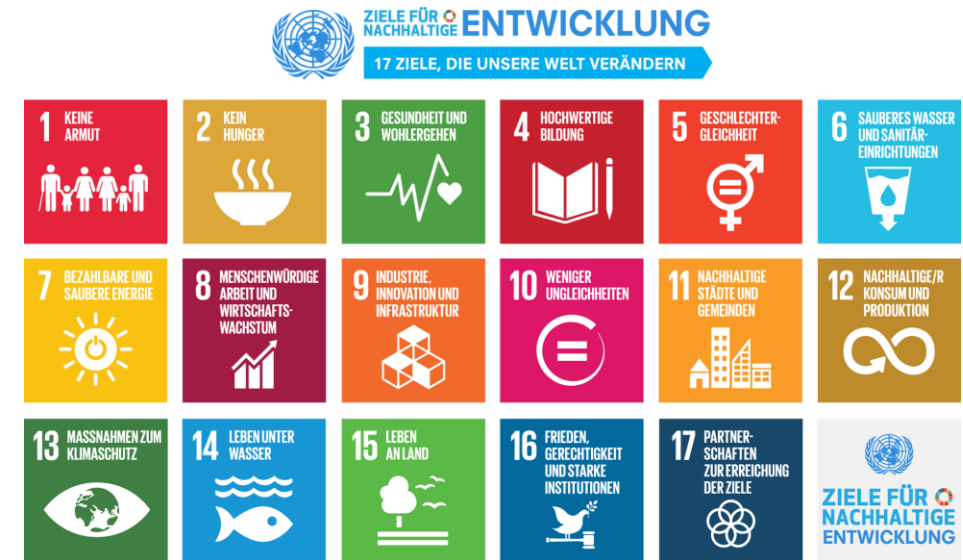 ZIELE FÜR
NACHHALTIGE
ENTWICKLUNG
17 ZIELE, DIE UNSERE WELT VERÄNDERN
1 KEINE
ARMUT
2 KEIN
HUNGER
3 GESUNDHEIT UND
WOHLERGEHEN
4 HOCHWERTIGE
BILDUNG
5 GESCHLECHTER-
GLEICHHEIT
6 SAUBERES WASSER
UND SANITÄR-
EINRICHTUNGEN
7 BEZAHLBARE UND
SAUBERE ENERGIE
8 MENSCHENWÜRDIGE
ARBEIT UND
WIRTSCHAFTS-
WACHSTUM
9 INDUSTRIE,
INNOVATION UND
INFRASTRUKTUR
10 WENIGER
UNGLEICHHEITEN
11 NACHHALTIGE
STÄDTE UND
GEMEINDEN
12 NACHHALTIGE/R
KONSUM UND
PRODUKTION
13 MASSNAHMEN ZUM
KLIMASCHUTZ
14 LEBEN UNTER
WASSER
15 LEBEN
AN LAND
16 FRIEDEN,
GERECHTIGKEIT
UND STARKE
INSTITUTIONEN
17 PARTNER-
SCHAFTEN
ZUR ERREICHUNG
DER ZIELE
ZIELE FÜR
NACHHALTIGE
ENTWICKLUNG